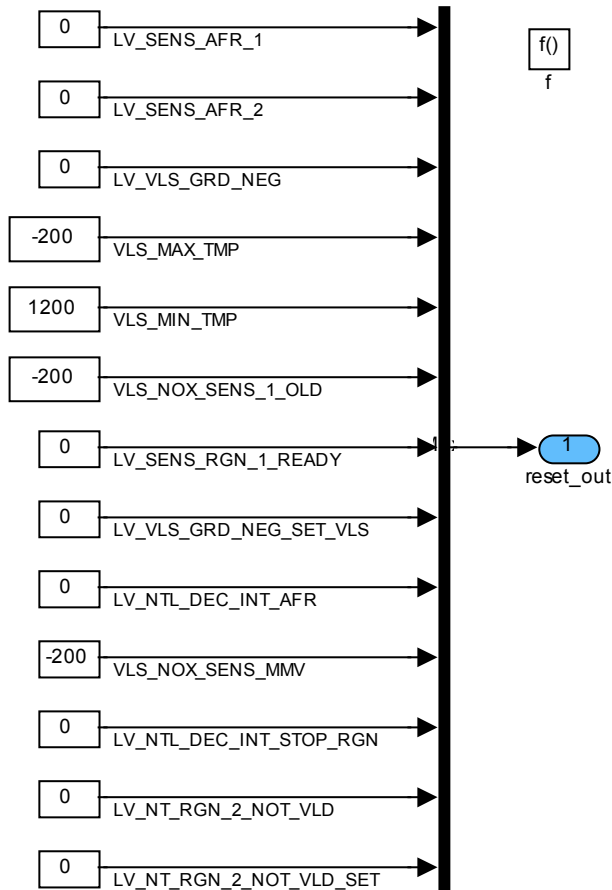 0
LV_SENS_AFR_1
f()
f
0
LV_SENS_AFR_2
0
LV_VLS_GRD_NEG
-200
VLS_MAX_TMP
1200
VLS_MIN_TMP
-200
VLS_NOX_SENS_1_OLD
0
LV_SENS_RGN_1_READY
1
reset_out
0
LV_VLS_GRD_NEG_SET_VLS
0
LV_NTL_DEC_INT_AFR
-200
VLS_NOX_SENS_MMV
0
LV_NTL_DEC_INT_STOP_RGN
0
LV_NT_RGN_2_NOT_VLD
0
LV_NT_RGN_2_NOT_VLD_SET